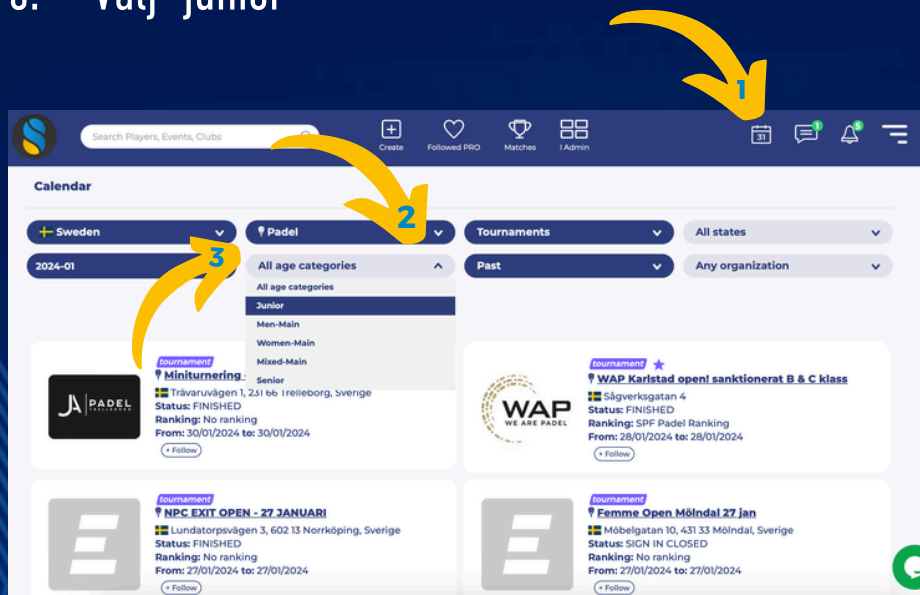 Välj "junior"
1
31
1
5
Search Players, Events, Clubs
Create
Followed PRO
Matches
I Admin
Calendar
2
Sweden
Padel
Tournaments
All states
3
2024-01
All age categories
Past
Any organization
All age categories
Junior
Men-Main
Women-Main
Mixed-Main
Senior
tournament
Miniturnering -
Trävaruvägen 1, 231 66 Trelleborg, Sverige
Status: FINISHED
Ranking: No ranking
From: 30/01/2024 to: 30/01/2024
+ Follow
JA PADEL
TRELLEBORG
tournament
WAP Karlstad open! sanktionerat B & C klass
Sågverksgatan 4
Status: FINISHED
Ranking: SPF Padel Ranking
From: 28/01/2024 to: 28/01/2024
+ Follow
WAP
WE ARE PADEL
tournament
NPC EXIT OPEN - 27 JANUARI
Lundatorpsvägen 3, 602 13 Norrköping, Sverige
Status: FINISHED
Ranking: No ranking
From: 27/01/2024 to: 27/01/2024
+ Follow
tournament
Femme Open Mölndal 27 jan
Möbelgatan 10, 431 33 Mölndal, Sverige
Status: SIGN IN CLOSED
Ranking: No ranking
From: 27/01/2024 to: 27/01/2024
+ Follow